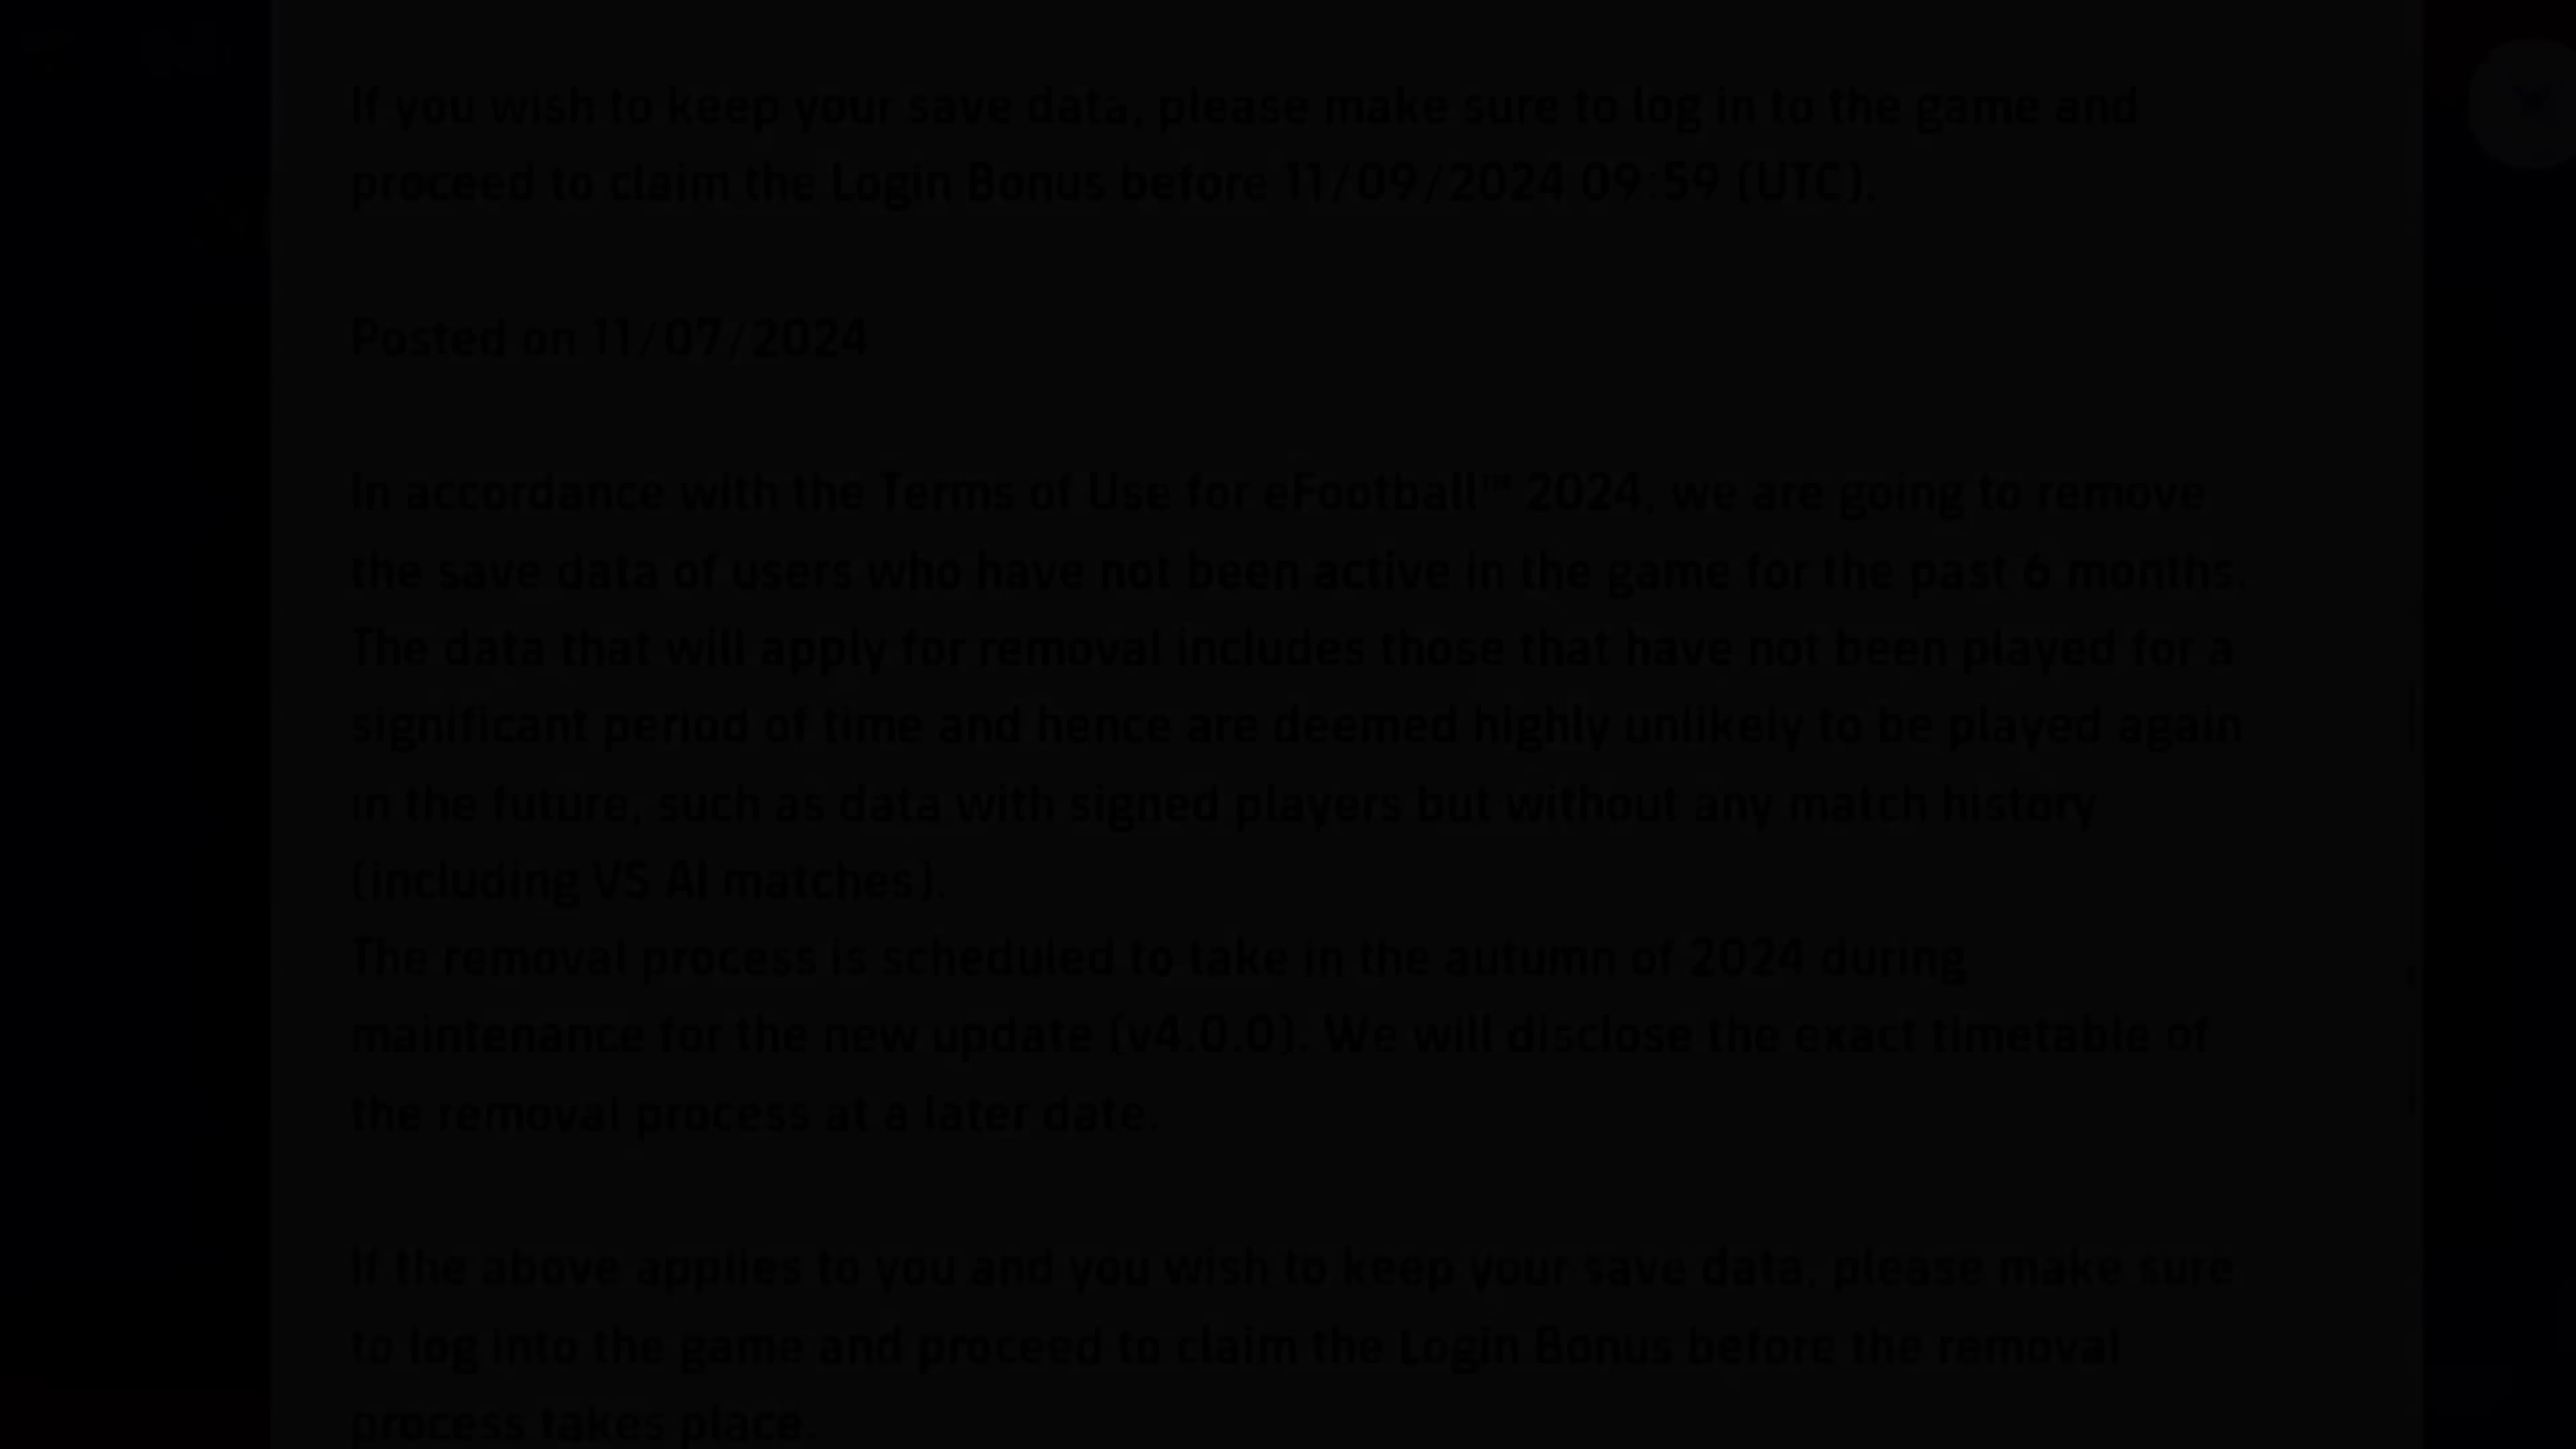 If you wish to keep your save data, please make sure to log in to the game and
proceed to claim the Login Bonus before 11/09/2024 09:59 (UTC).
Posted on 11/07/2024
In accordance with the Terms of Use for eFootball™ 2024, we are going to remove
the save data of users who have not been active in the game for the past 6 months.
The data that will apply for removal includes those that have not been played for a
significant period of time and hence are deemed highly unlikely to be played again
in the future, such as data with signed players but without any match history
(including VS AI matches).
The removal process is scheduled to take in the autumn of 2024 during
maintenance for the new update (v4.0.0). We will disclose the exact timetable of
the removal process at a later date.
If the above applies to you and you wish to keep your save data, please make sure
to log into the game and proceed to claim the Login Bonus before the removal
process takes place.